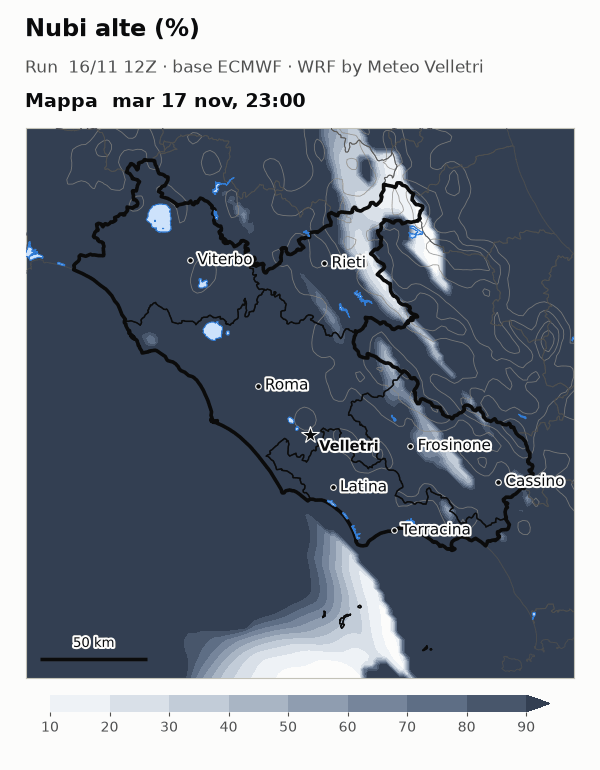 Nubi alte (%)
Run  16/11 12Z · base ECMWF · WRF by Meteo Velletri
Mappa  mar 17 nov, 23:00
Viterbo
Rieti
Roma
Velletri
Frosinone
Cassino
Latina
Terracina
50 km
10 20 30 40 50 60 70 80 90